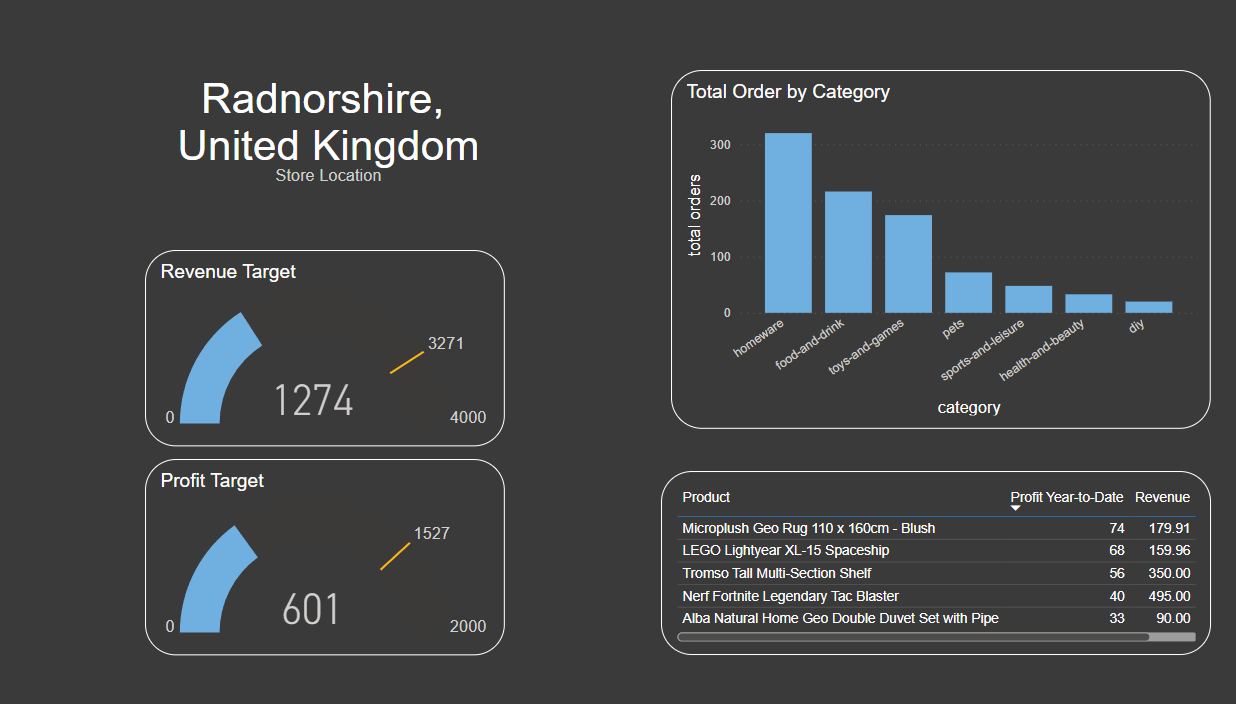 Radnorshire,
United Kingdom
Store Location
Revenue Target
3271
1274
0
4000
Profit Target
1527
601
0
2000
Total Order by Category
total orders
300
200
100
0
homeware
food-and-drink
toys-and-games
pets
sports-and-leisure
health-and-beauty
diy
category
Product Profit Year-to-Date Revenue
Microplush Geo Rug 110 x 160cm - Blush 74 179.91
LEGO Lightyear XL-15 Spaceship 68 159.96
Tromso Tall Multi-Section Shelf 56 350.00
Nerf Fortnite Legendary Tac Blaster 40 495.00
Alba Natural Home Geo Double Duvet Set with Pipe 33 90.00